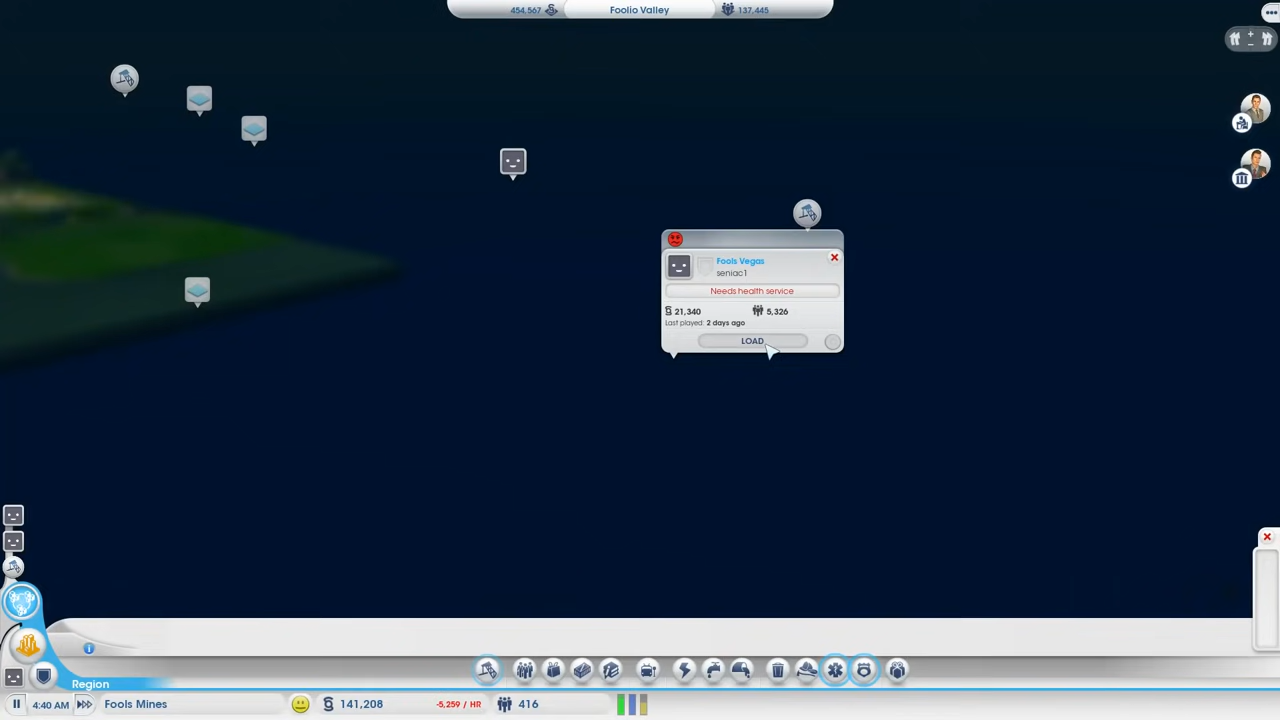 454,567
Foolio Valley
137,445
Fools Vegas
seniac1
Needs health service
21,340
5,326
Last played: 2 days ago
LOAD
Region
4:40 AM
Fools Mines
141,208
-5,259 / HR
416